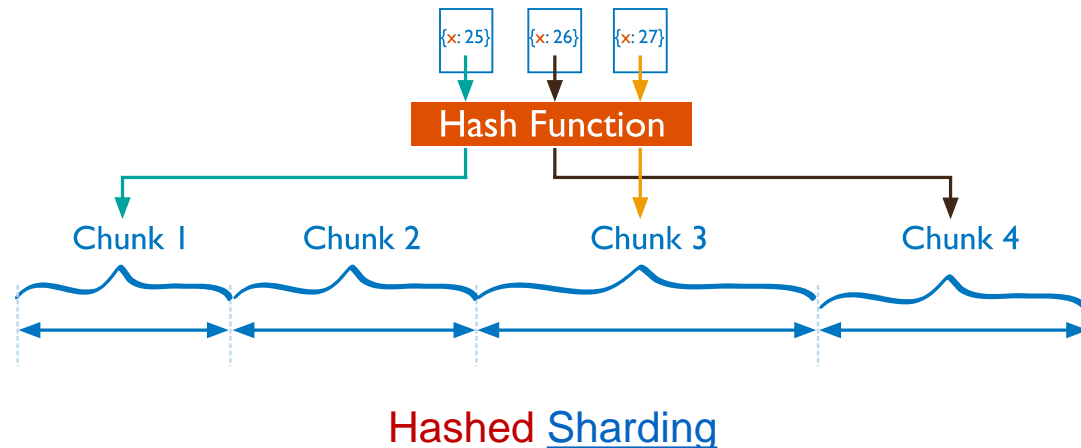 {x: 25} {x: 26} {x: 27}
Hash Function
Chunk 1 Chunk 2 Chunk 3 Chunk 4
Hashed Sharding